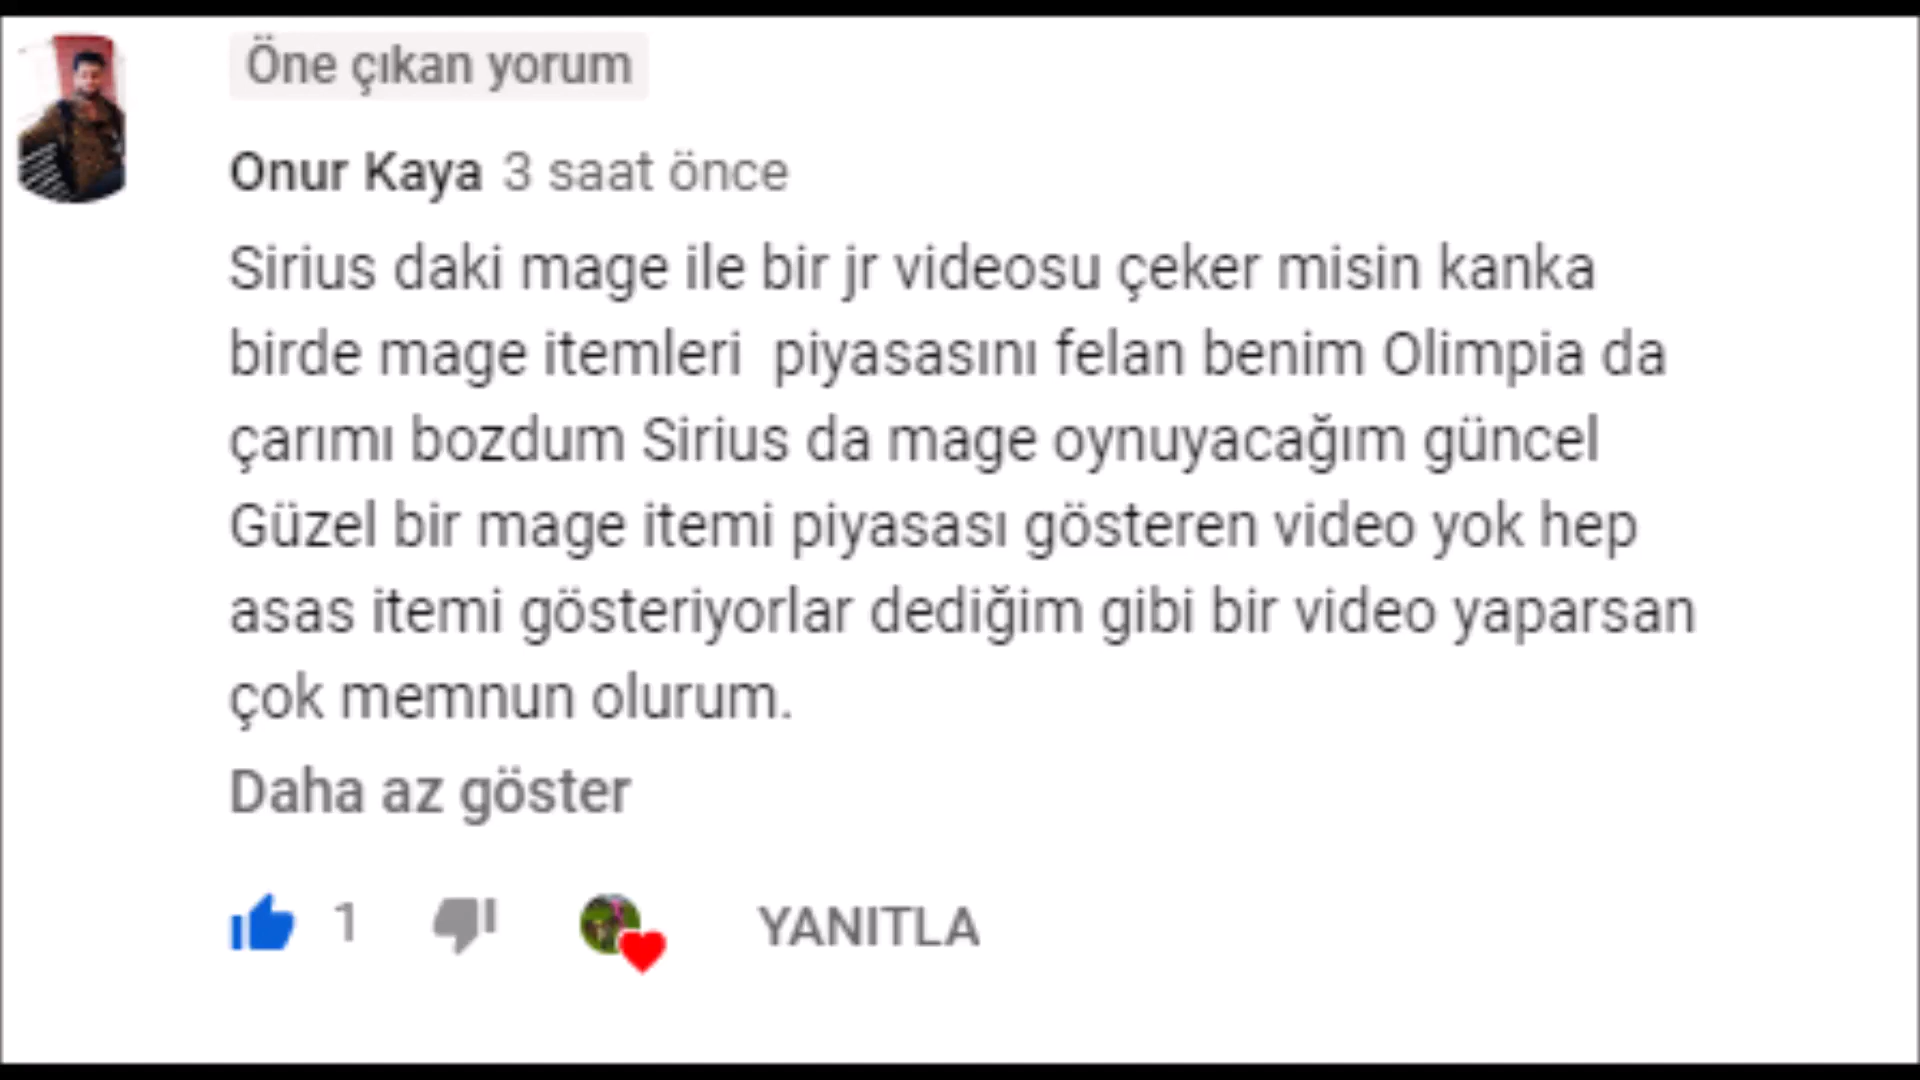 Öne çıkan yorum
Onur Kaya 3 saat önce
Sirius daki mage ile bir jr videosu çeker misin kanka
birde mage itemleri  piyasasını felan benim Olimpia da
çarımı bozdum Sirius da mage oynuyacağım güncel
Güzel bir mage itemi piyasası gösteren video yok hep
asas itemi gösteriyorlar dediğim gibi bir video yaparsan
çok memnun olurum.
Daha az göster
1 YANITLA